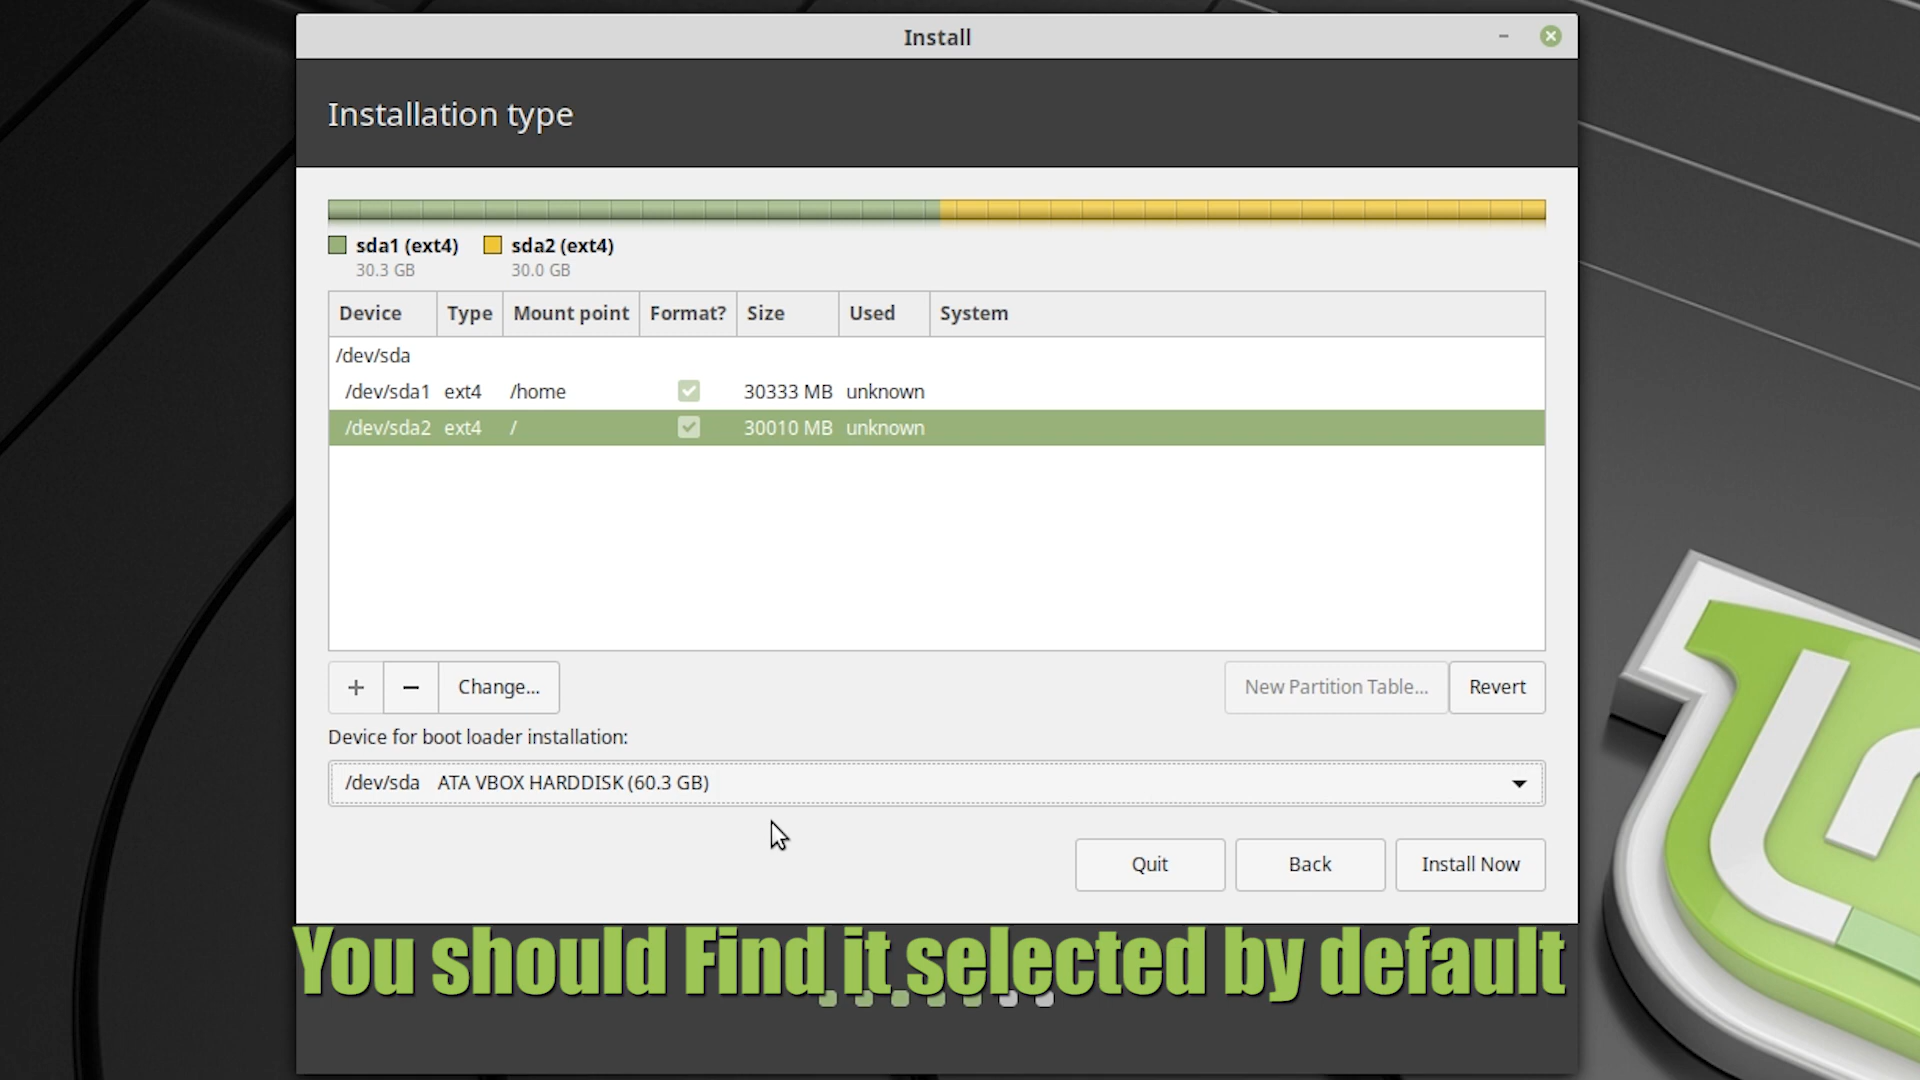 Install
Installation type
sda1 (ext4) sda2 (ext4)
30.3 GB 30.0 GB
Device Type Mount point Format? Size Used System
/dev/sda
/dev/sda1 ext4 /home 30333 MB unknown
/dev/sda2 ext4 / 30010 MB unknown
+ − Change... New Partition Table... Revert
Device for boot loader installation:
/dev/sda ATA VBOX HARDDISK (60.3 GB)
Quit Back Install Now
You should Find it selected by default